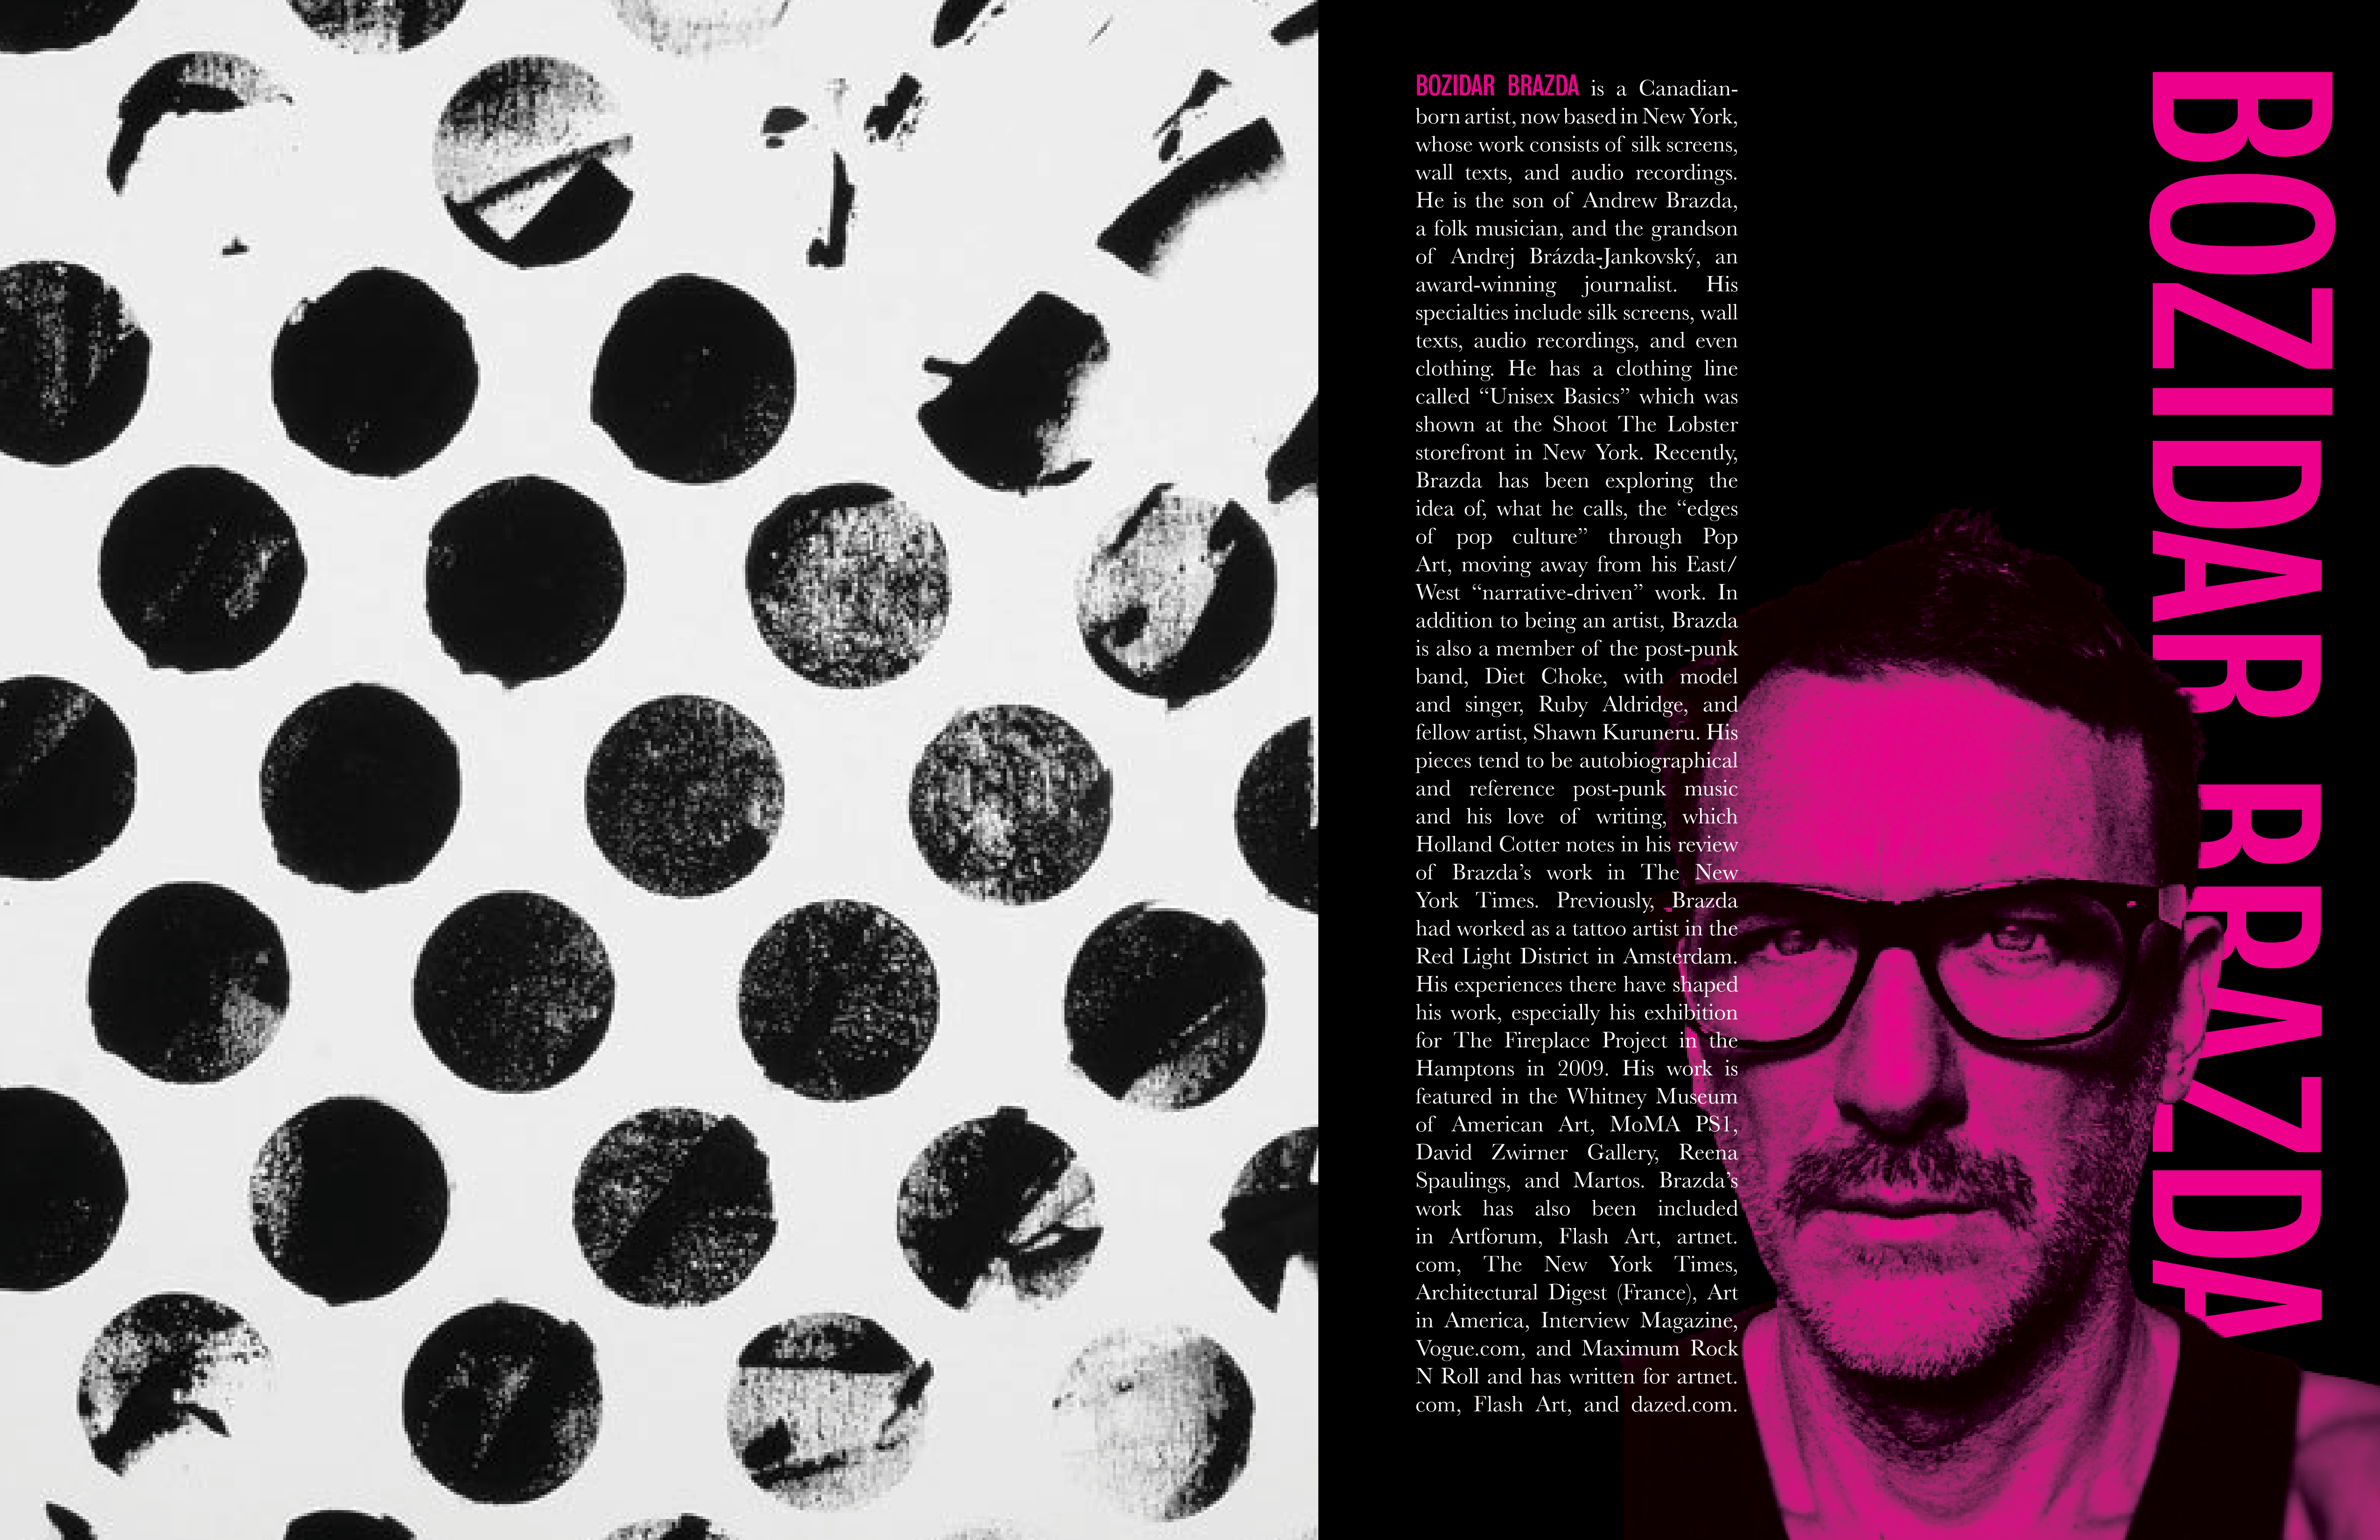 BOZIDAR BRAZDA is a Canadian-
born artist, now based in New York,
whose work consists of silk screens,
wall texts, and audio recordings.
He is the son of Andrew Brazda,
a folk musician, and the grandson
of Andrej Brázda-Jankovský, an
award-winning journalist. His
specialties include silk screens, wall
texts, audio recordings, and even
clothing. He has a clothing line
called “Unisex Basics” which was
shown at the Shoot The Lobster
storefront in New York. Recently,
Brazda has been exploring the
idea of, what he calls, the “edges
of pop culture” through Pop
Art, moving away from his East/
West “narrative-driven” work. In
addition to being an artist, Brazda
is also a member of the post-punk
band, Diet Choke, with model
and singer, Ruby Aldridge, and
fellow artist, Shawn Kuruneru. His
pieces tend to be autobiographical
and reference post-punk music
and his love of writing, which
Holland Cotter notes in his review
of Brazda’s work in The New
York Times. Previously, Brazda
had worked as a tattoo artist in the
Red Light District in Amsterdam.
His experiences there have shaped
his work, especially his exhibition
for The Fireplace Project in the
Hamptons in 2009. His work is
featured in the Whitney Museum
of American Art, MoMA PS1,
David Zwirner Gallery, Reena
Spaulings, and Martos. Brazda’s
work has also been included
in Artforum, Flash Art, artnet.
com, The New York Times,
Architectural Digest (France), Art
in America, Interview Magazine,
Vogue.com, and Maximum Rock
N Roll and has written for artnet.
com, Flash Art, and dazed.com.
BOZIDAR BRAZDA